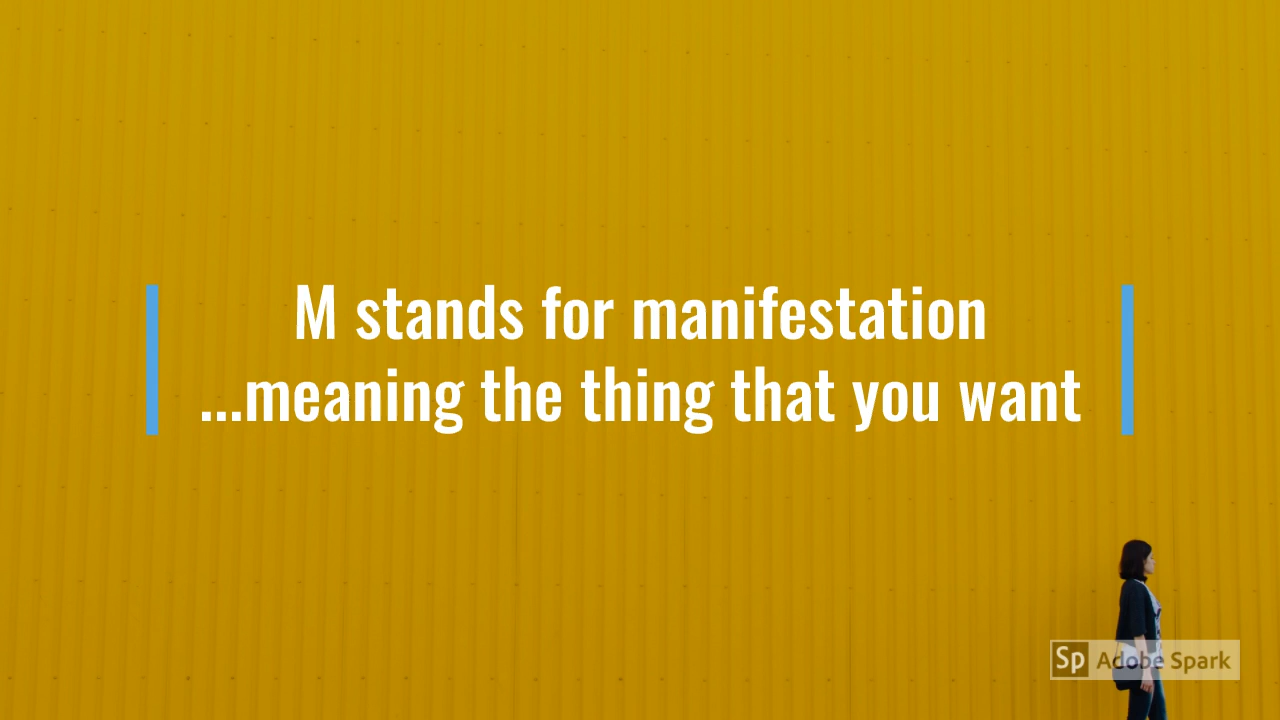 M stands for manifestation
...meaning the thing that you want
Sp Adobe Spark